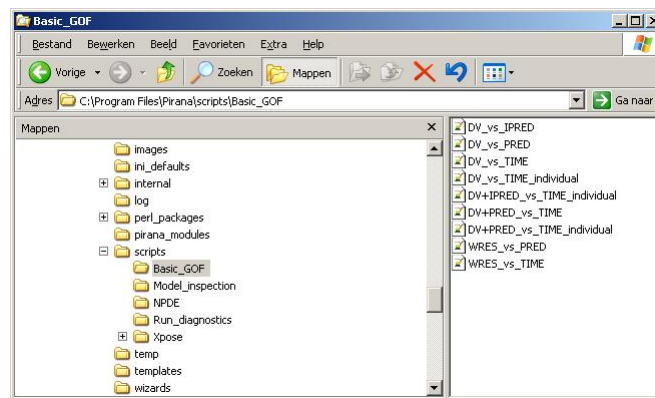 Basic_GOF
Bestand Bewerken Beeld Favorieten Extra Help
Vorige Zoeken Mappen
Adres C:\Program Files\Pirana\scripts\Basic_GOF Ga naar
Mappen
images
ini_defaults
internal
log
perl_packages
pirana_modules
scripts
Basic_GOF
Model_inspection
NPDE
Run_diagnostics
Xpose
temp
templates
wizards
DV_vs_IPRED
DV_vs_PRED
DV_vs_TIME
DV_vs_TIME_individual
DV+IPRED_vs_TIME_individual
DV+PRED_vs_TIME
DV+PRED_vs_TIME_individual
WRES_vs_PRED
WRES_vs_TIME